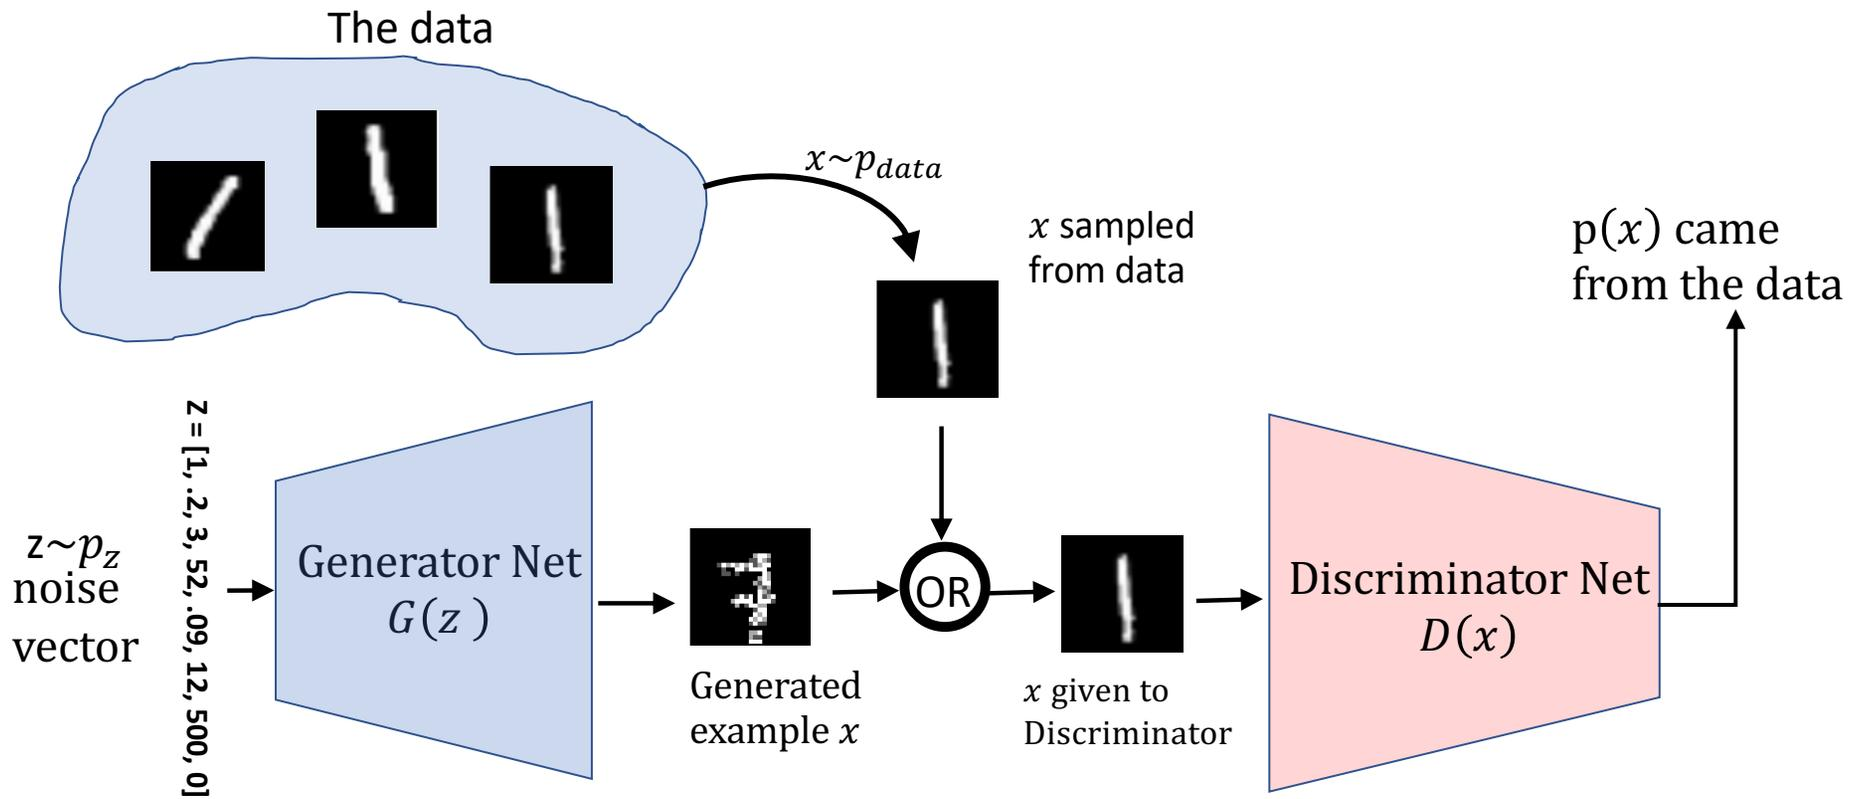 The data
x~p_data
x sampled
from data
p(x) came
from the data
z~p_z
noise
vector
Z = [1, .2, 3, 52, .09, 12, 500, 0]
Generator Net
G(z )
Generated
example x
OR
x given to
Discriminator
Discriminator Net
D(x)